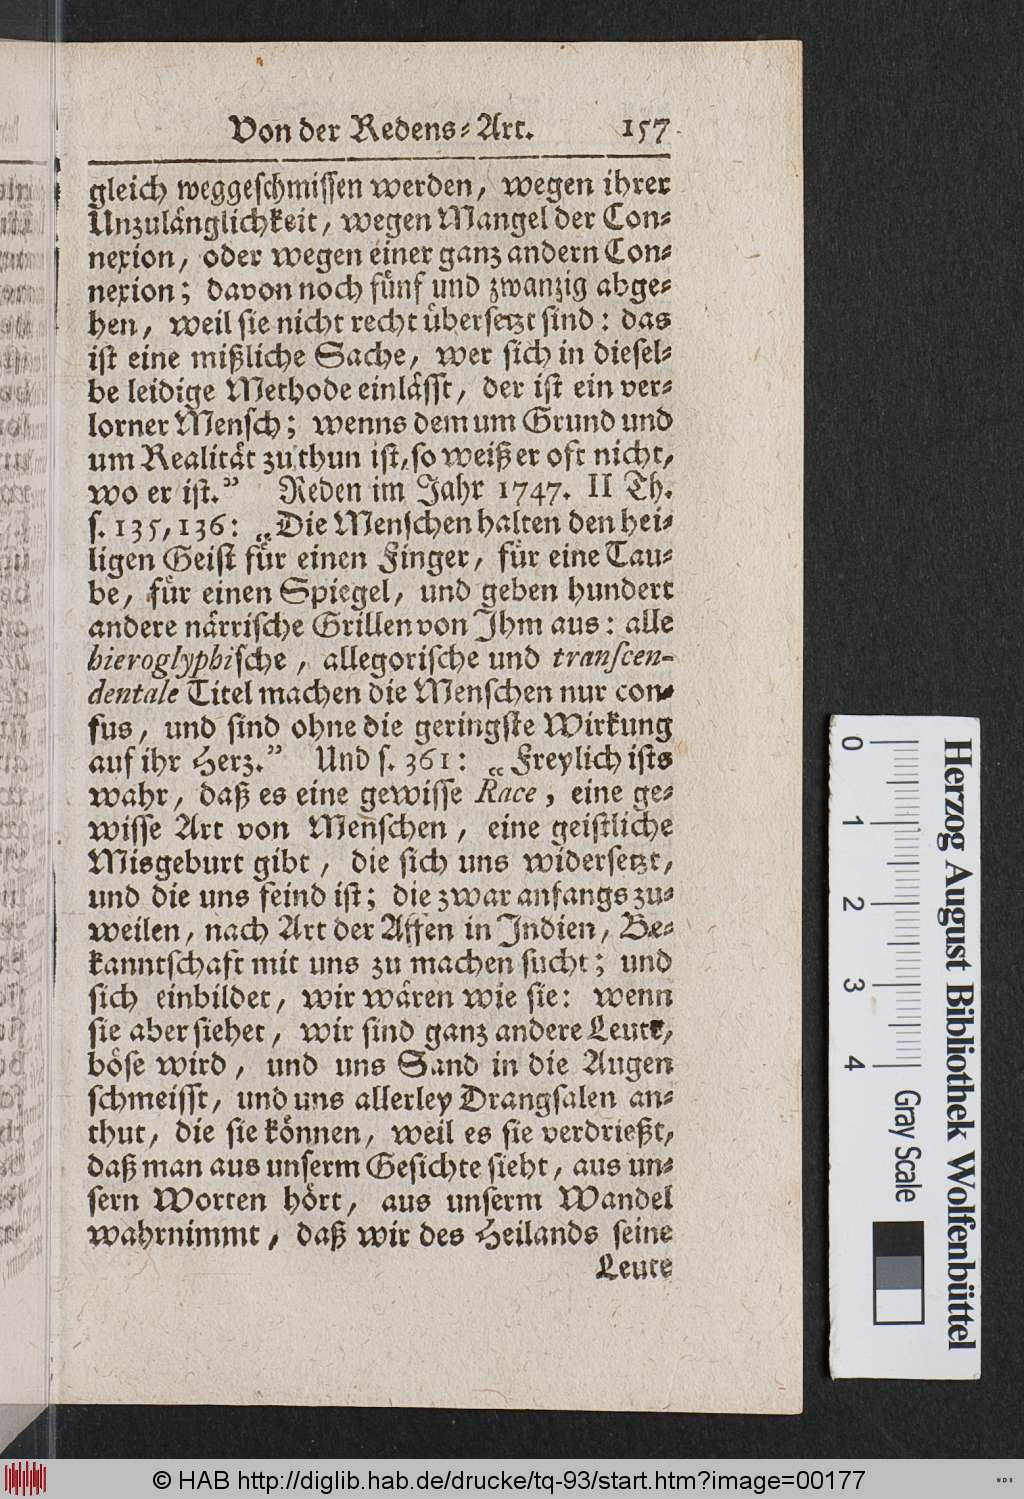 Von der Redens⸗Art. 157
gleich weggeschmissen werden, wegen ihrer
Unzulänglichkeit, wegen Mangel der Con⸗
nexion, oder wegen einer ganz andern Con⸗
nexion; davon noch fünf und zwanzig abge⸗
hen, weil sie nicht recht übersetzt sind: das
ist eine mißliche Sache, wer sich in diesel⸗
be leidige Methode einlässt, der ist ein ver⸗
lorner Mensch; wenns dem um Grund und
um Realität zu thun ist, so weiß er oft nicht,
wo er ist.” Reden im Jahr 1747. II Th.
s. 135, 136: „Die Menschen halten den hei⸗
ligen Geist für einen Finger, für eine Tau⸗
be, für einen Spiegel, und geben hundert
andere närrische Grillen von Ihm aus: alle
hieroglyphische, allegorische und transcen-
dentale Titel machen die Menschen nur con⸗
fus, und sind ohne die geringste Wirkung
auf ihr Herz.” Und s. 361: „Freylich ists
wahr, daß es eine gewisse Race, eine ge⸗
wisse Art von Menschen, eine geistliche
Misgeburt gibt, die sich uns widersetzt,
und die uns feind ist; die zwar anfangs zu⸗
weilen, nach Art der Affen in Indien, Be⸗
kanntschaft mit uns zu machen sucht; und
sich einbildet, wir wären wie sie: wenn
sie aber siehet, wir sind ganz andere Leute,
böse wird, und uns Sand in die Augen
schmeisst, und uns allerley Drangsalen an⸗
thut, die sie können, weil es sie verdrießt,
daß man aus unserm Gesichte sieht, aus un⸗
sern Worten hört, aus unserm Wandel
wahrnimmt, daß wir des Heilands seine
Leute
0 1 2 3 4 Gray Scale
Herzog August Bibliothek Wolfenbüttel
© HAB http://diglib.hab.de/drucke/tq-93/start.htm?image=00177